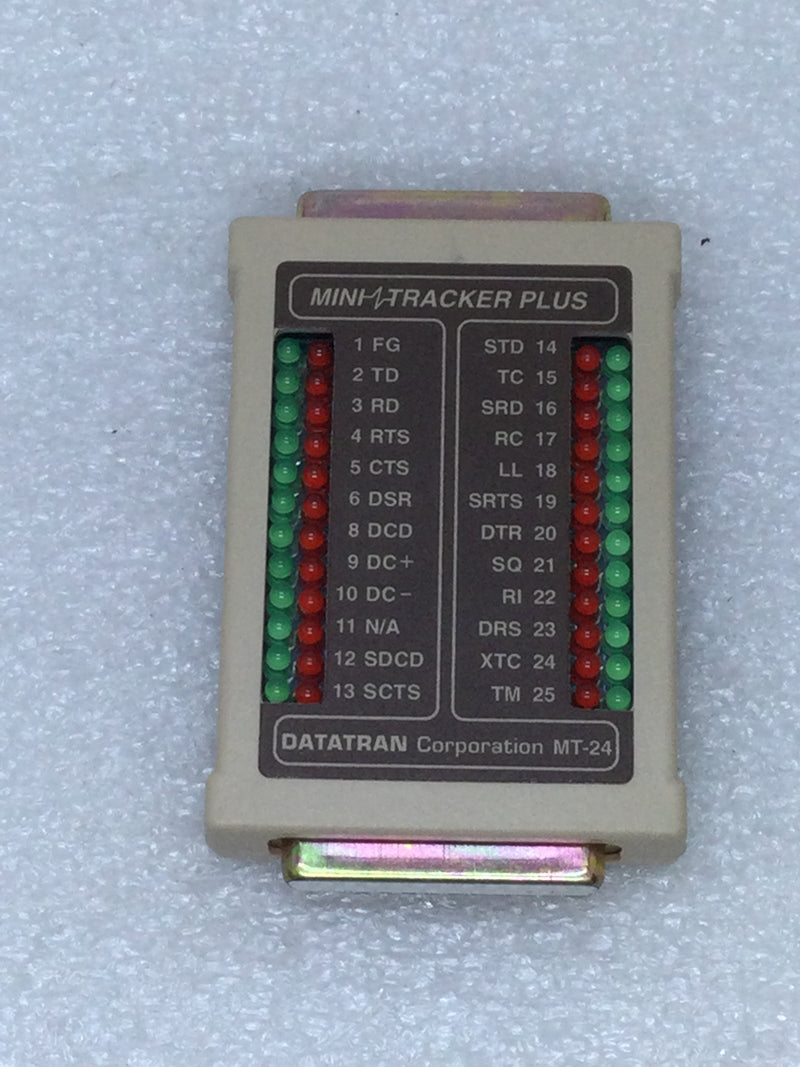 MINI TRACKER PLUS
1 FG
2 TD
3 RD
4 RTS
5 CTS
6 DSR
8 DCD
9 DC+
10 DC-
11 N/A
12 SDCD
13 SCTS
STD 14
TC 15
SRD 16
RC 17
LL 18
SRTS 19
DTR 20
SQ 21
RI 22
DRS 23
XTC 24
TM 25
DATATRAN Corporation MT-24